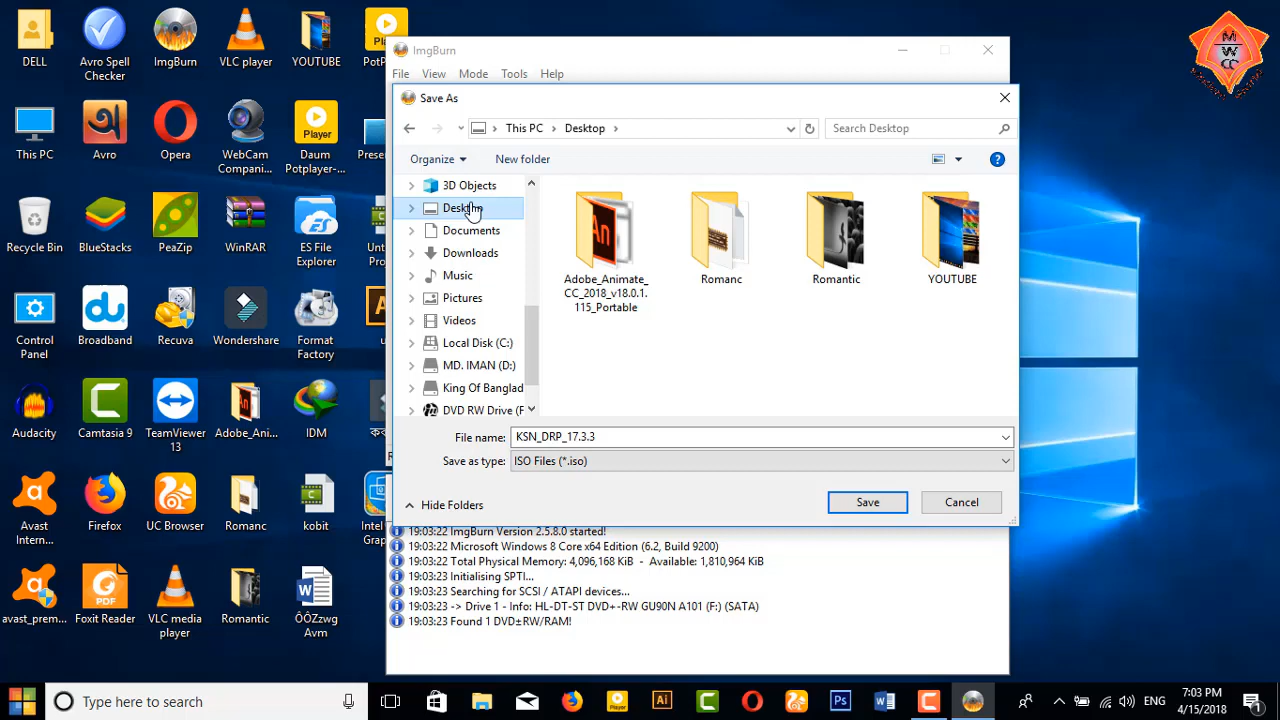 DELL
Avro Spell
Checker
ImgBurn
VLC player
YOUTUBE
This PC
Avro
Opera
WebCam
Compani...
Daum
Potplayer-...
Recycle Bin
BlueStacks
PeaZip
WinRAR
ES File
Explorer
Control
Panel
Broadband
Recuva
Wondershare
Format
Factory
Audacity
Camtasia 9
TeamViewer
13
Adobe_Ani...
IDM
Avast
Intern...
Firefox
UC Browser
Romanc
kobit
avast_prem...
Foxit Reader
VLC media
player
Romantic
ÔÔZzwg
Avm
Player
ImgBurn
File
View
Mode
Tools
Help
Save As
This PC
Desktop
Search Desktop
Organize
New folder
3D Objects
Desktop
Documents
Downloads
Music
Pictures
Videos
Local Disk (C:)
MD. IMAN (D:)
King Of Banglad
DVD RW Drive (F
Adobe_Animate_
CC_2018_v18.0.1.
115_Portable
Romanc
Romantic
YOUTUBE
File name:
KSN_DRP_17.3.3
Save as type:
ISO Files (*.iso)
Hide Folders
Save
Cancel
19:03:22 ImgBurn Version 2.5.8.0 started!
19:03:22 Microsoft Windows 8 Core x64 Edition (6.2, Build 9200)
19:03:22 Total Physical Memory: 4,096,168 KiB  -  Available: 1,810,964 KiB
19:03:23 Initialising SPTI...
19:03:23 Searching for SCSI / ATAPI devices...
19:03:23 -> Drive 1 - Info: HL-DT-ST DVD+-RW GU90N A101 (F:) (SATA)
19:03:23 Found 1 DVD±RW/RAM!
M
W
CC
Type here to search
ENG
7:03 PM
4/15/2018